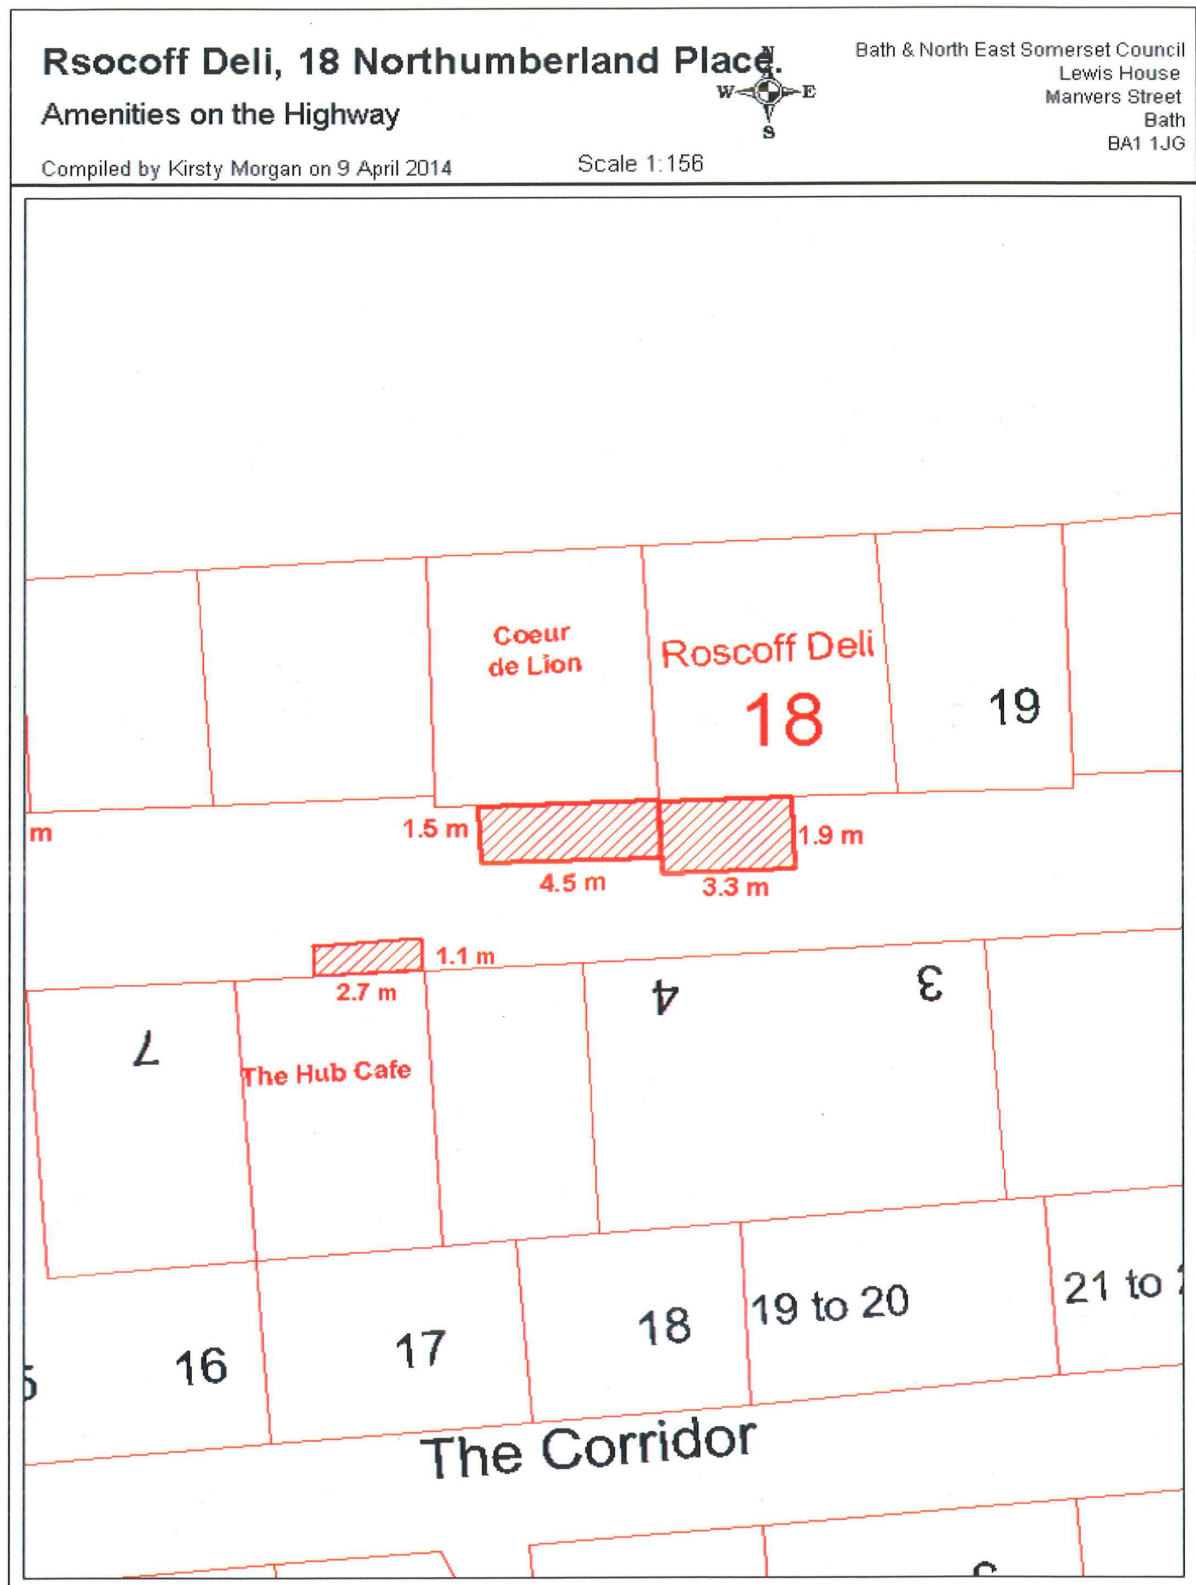 Rsocoff Deli, 18 Northumberland Place.
Amenities on the Highway
Compiled by Kirsty Morgan on 9 April 2014
Scale 1:156
N
W E
S
Bath & North East Somerset Council
Lewis House
Manvers Street
Bath
BA1 1JG
Coeur
de Lion
Roscoff Deli
18
19
m
1.5 m
1.9 m
4.5 m
3.3 m
1.1 m
2.7 m
4
3
7
The Hub Cafe
16
17
18
19 to 20
21 to
The Corridor